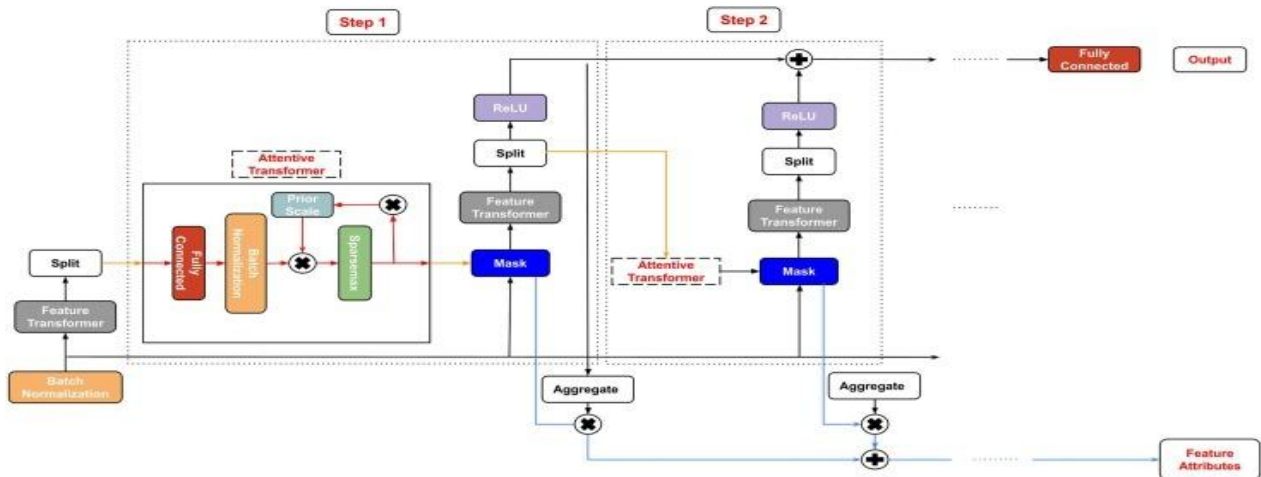 Step 1
Step 2
Fully
Connected
Output
ReLU
ReLU
Attentive
Transformer
Split
Split
Prior
Scale
Feature
Transformer
Feature
Transformer
Split
Fully
Connected
Batch
Normalization
Sparsemax
Mask
Attentive
Transformer
Mask
Feature
Transformer
Batch
Normalization
Aggregate
Aggregate
Feature
Attributes